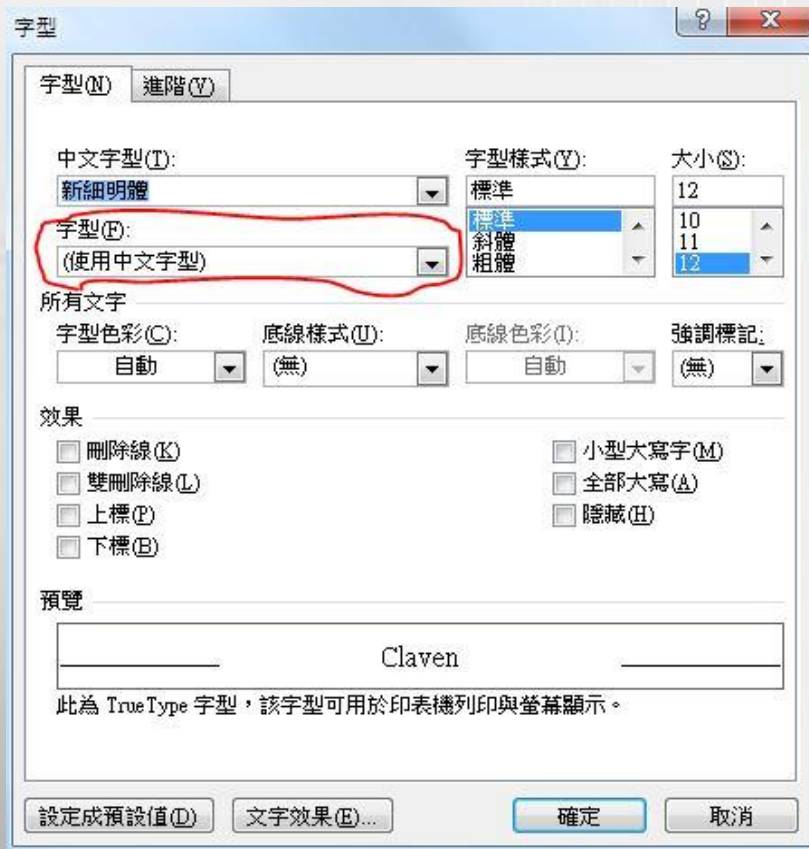 字型
字型(N) 進階(V)
中文字型(T): 字型樣式(Y): 大小(S):
新細明體 標準 12
字型(F): 標準 10
(使用中文字型) 斜體 11
粗體 12
所有文字
字型色彩(C): 底線樣式(U): 底線色彩(I): 強調標記:
自動 (無) 自動 (無)
效果
刪除線(K) 小型大寫字(M)
雙刪除線(L) 全部大寫(A)
上標(P) 隱藏(H)
下標(B)
預覽
Claven
此為 TrueType 字型，該字型可用於印表機列印與螢幕顯示。
設定成預設值(D) 文字效果(E)... 確定 取消